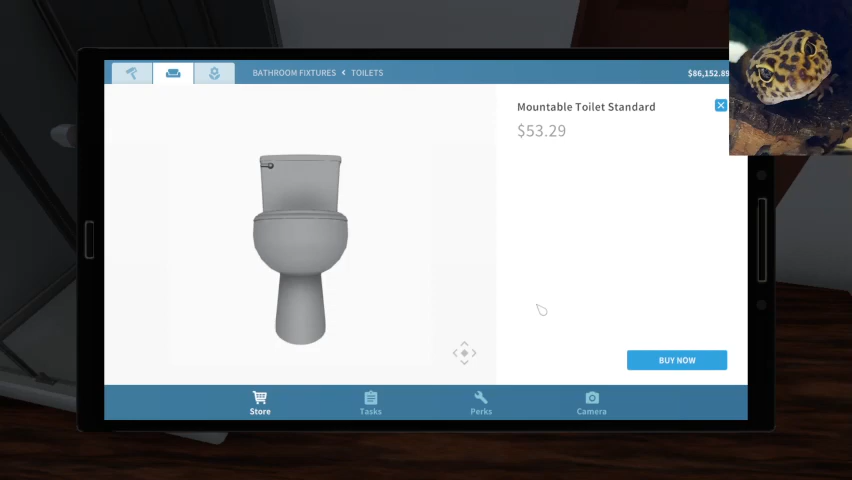 BATHROOM FIXTURES < TOILETS
$86,152.89
Mountable Toilet Standard
$53.29
BUY NOW
Store
Tasks
Perks
Camera